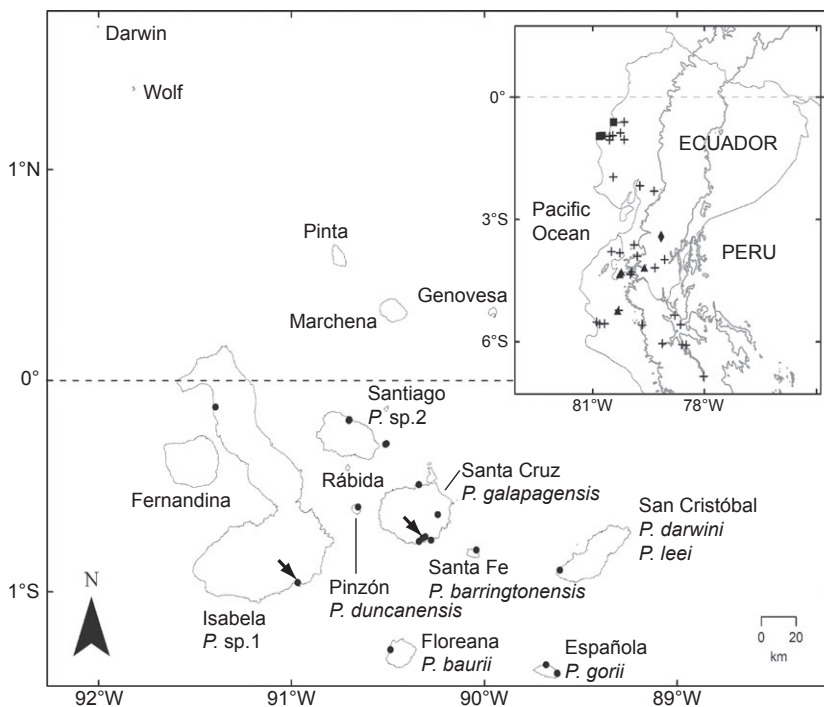 Darwin
Wolf
1°N
Pinta
Marchena
Genovesa
0°
Santiago
P. sp.2
Fernandina
Rábida
Santa Cruz
P. galapagensis
San Cristóbal
P. darwini
P. leei
1°S
Isabela
P. sp.1
Pinzón
P. duncanensis
Santa Fe
P. barringtonensis
Floreana
P. baurii
Española
P. gorii
N
0 20
km
92°W 91°W 90°W 89°W
0°
ECUADOR
Pacific
Ocean
3°S
PERU
6°S
81°W 78°W